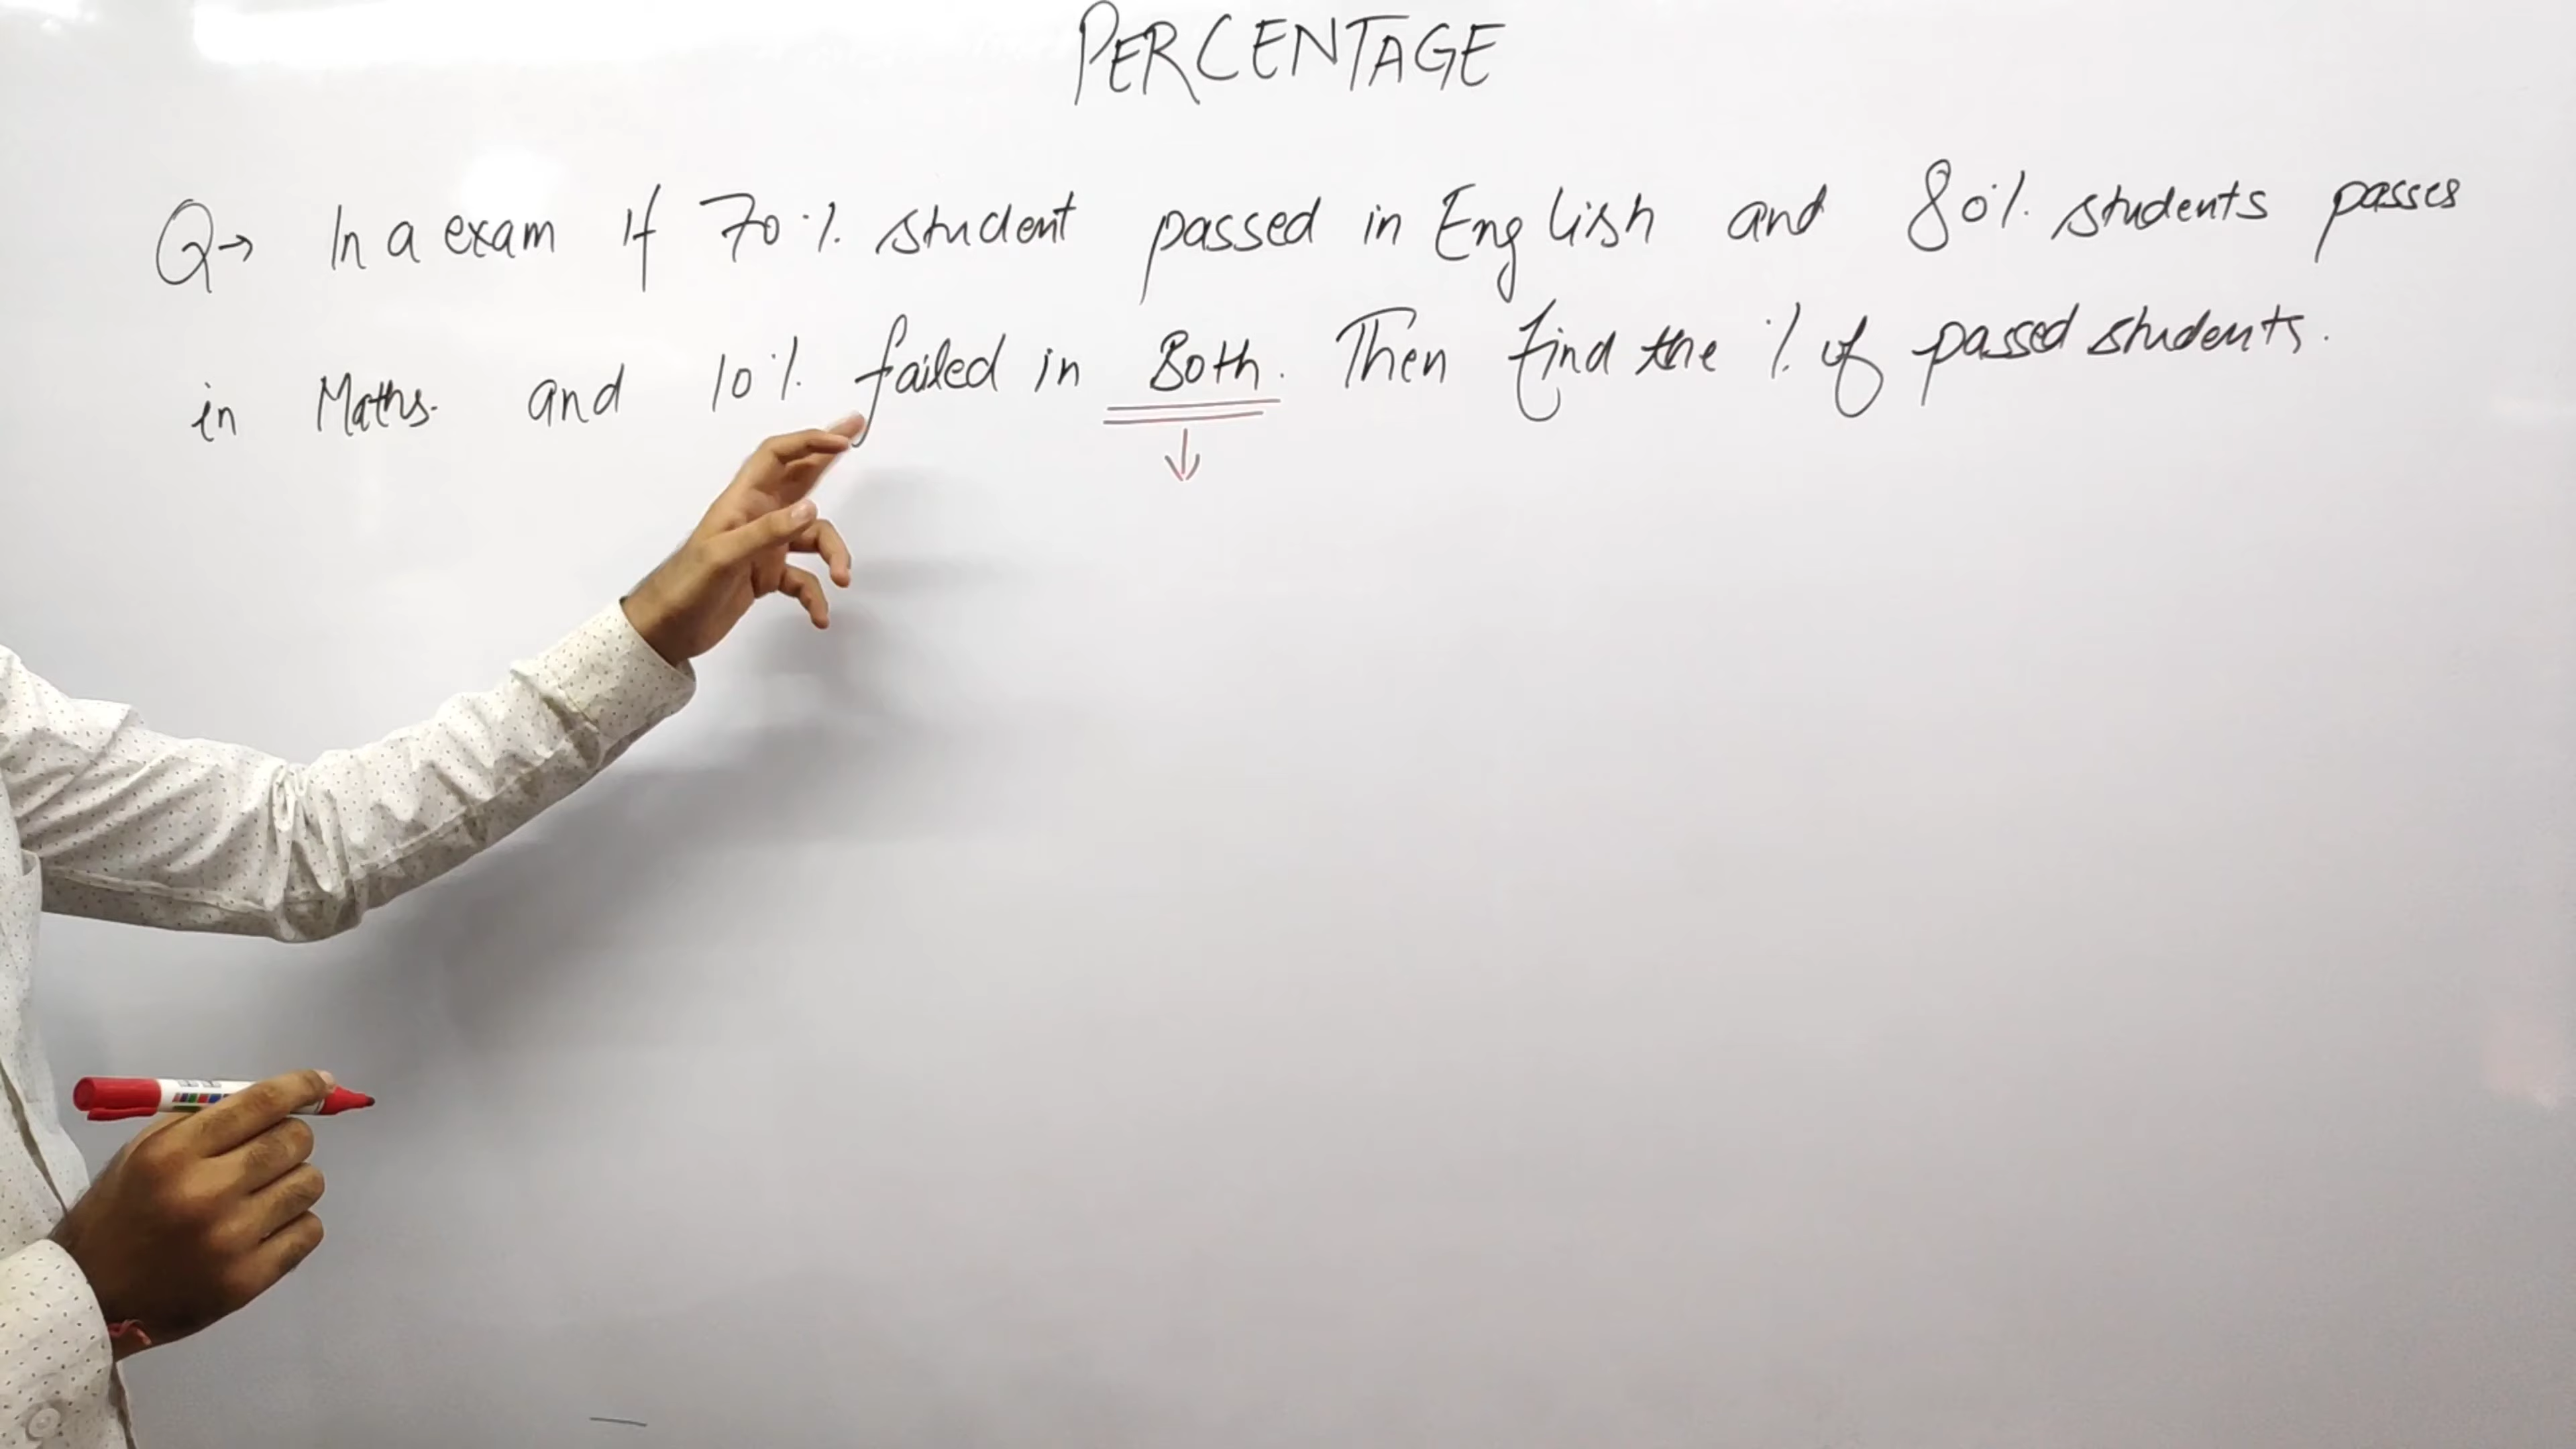 PERCENTAGE
Q→ In a exam If 70% student passed in English and 80% students passes
in Maths. and 10% failed in Both. Then find the % of passed students.